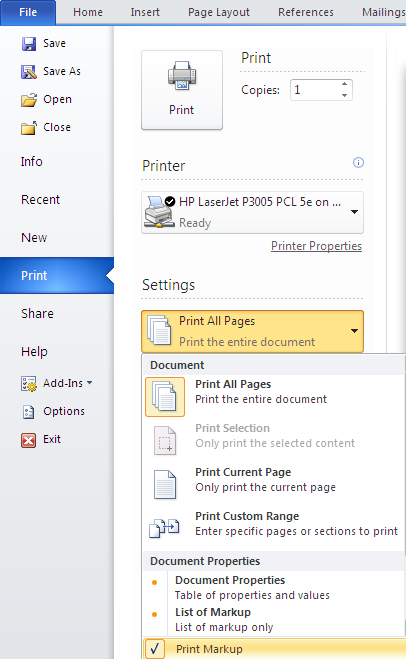 File Home Insert Page Layout References Mailings
Save
Save As
Open
Close
Info
Recent
New
Print
Share
Help
Add-Ins
Options
Exit
Print
Print
Copies: 1
Printer
HP LaserJet P3005 PCL 5e on ...
Ready
Printer Properties
Settings
Print All Pages
Print the entire document
Document
Print All Pages
Print the entire document
Print Selection
Only print the selected content
Print Current Page
Only print the current page
Print Custom Range
Enter specific pages or sections to print
Document Properties
Document Properties
Table of properties and values
List of Markup
List of markup only
Print Markup